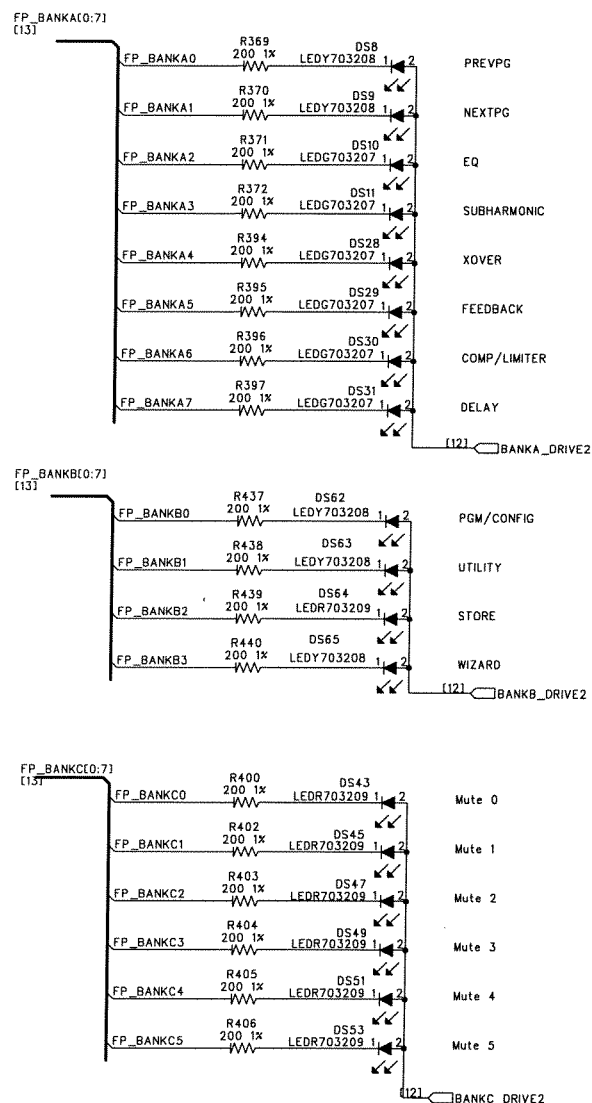 FP_BANKA[0:7]
[13]
FP_BANKA0 R369 200 1% LEDY703208 DS8 1 2 PREVPG
FP_BANKA1 R370 200 1% LEDY703208 DS9 1 2 NEXTPG
FP_BANKA2 R371 200 1% LEDG703207 DS10 1 2 EQ
FP_BANKA3 R372 200 1% LEDG703207 DS11 1 2 SUBHARMONIC
FP_BANKA4 R394 200 1% LEDG703207 DS28 1 2 XOVER
FP_BANKA5 R395 200 1% LEDG703207 DS29 1 2 FEEDBACK
FP_BANKA6 R396 200 1% LEDG703207 DS30 1 2 COMP/LIMITER
FP_BANKA7 R397 200 1% LEDG703207 DS31 1 2 DELAY
[12] BANKA_DRIVE2
FP_BANKB[0:7]
[13]
FP_BANKB0 R437 200 1% LEDY703208 DS62 1 2 PGM/CONFIG
FP_BANKB1 R438 200 1% LEDY703208 DS63 1 2 UTILITY
FP_BANKB2 R439 200 1% LEDR703209 DS64 1 2 STORE
FP_BANKB3 R440 200 1% LEDY703208 DS65 1 2 WIZARD
[12] BANKB_DRIVE2
FP_BANKC[0:7]
[13]
FP_BANKC0 R400 200 1% LEDR703209 DS43 1 2 Mute 0
FP_BANKC1 R402 200 1% LEDR703209 DS45 1 2 Mute 1
FP_BANKC2 R403 200 1% LEDR703209 DS47 1 2 Mute 2
FP_BANKC3 R404 200 1% LEDR703209 DS49 1 2 Mute 3
FP_BANKC4 R405 200 1% LEDR703209 DS51 1 2 Mute 4
FP_BANKC5 R406 200 1% LEDR703209 DS53 1 2 Mute 5
[12] BANKC_DRIVE2